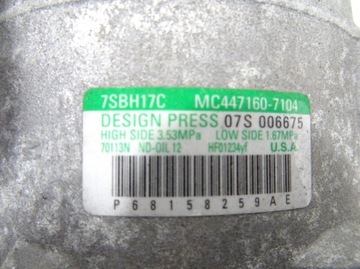 7SBH17C MC447160-7104
DESIGN PRESS 07S 006675
HIGH SIDE 3.53MPa LOW SIDE 1.67MPa
70113N ND-OIL 12 HFO1234yf U.S.A.
P68158259AE